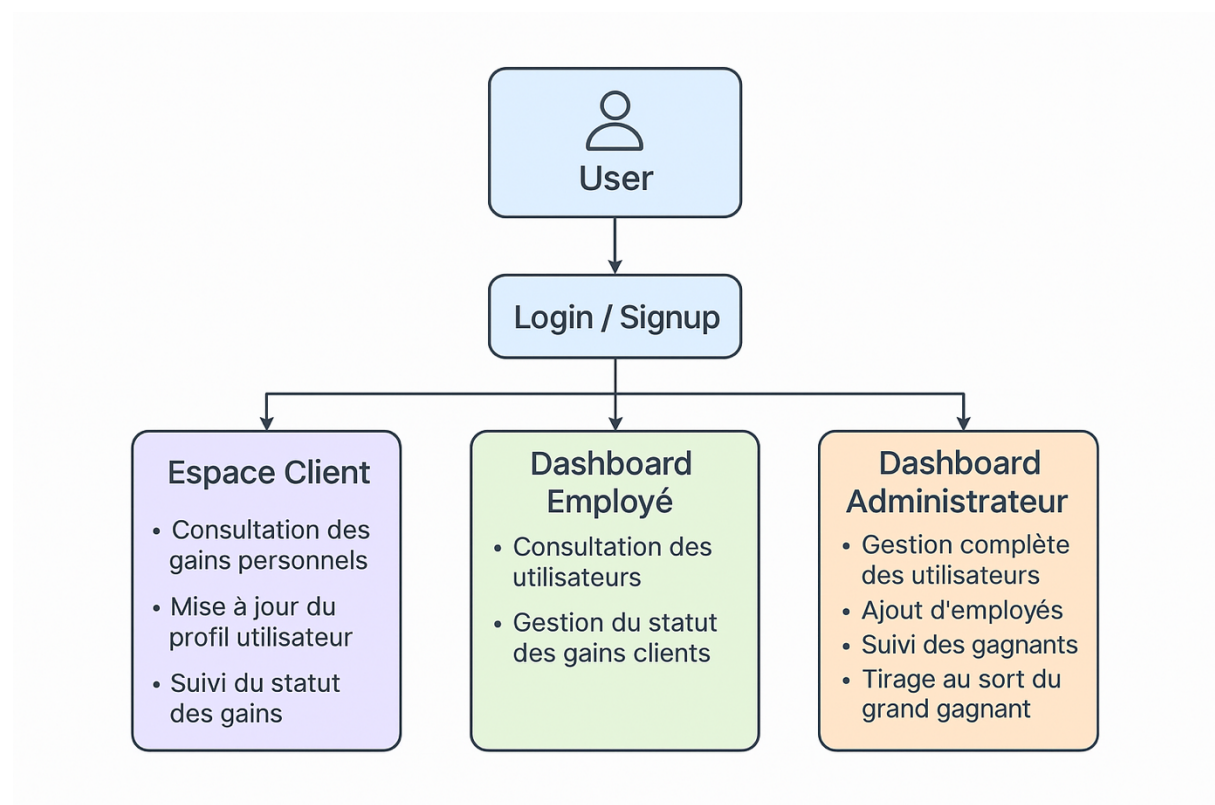 User
Login / Signup
Espace Client
• Consultation des
gains personnels
• Mise à jour du
profil utilisateur
• Suivi du statut
des gains
Dashboard
Employé
• Consultation des
utilisateurs
• Gestion du statut
des gains clients
Dashboard
Administrateur
• Gestion complète
des utilisateurs
• Ajout d'employés
• Suivi des gagnants
• Tirage au sort du
grand gagnant